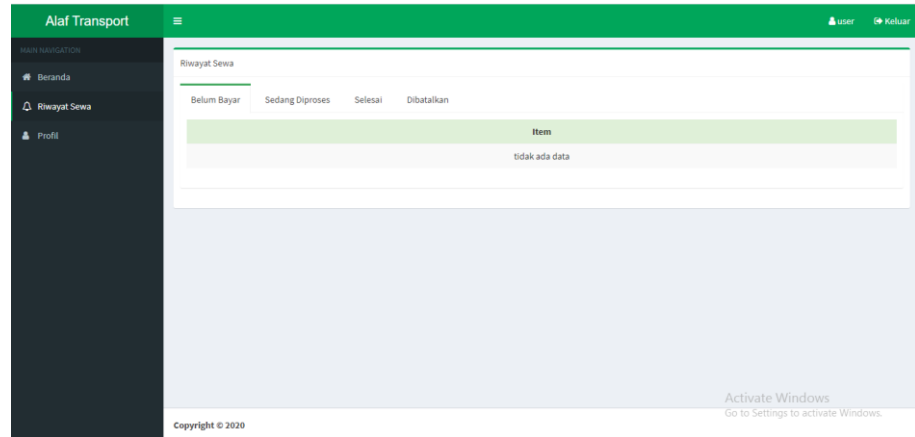 Alaf Transport
user Keluar
MAIN NAVIGATION
Beranda
Riwayat Sewa
Profil
Riwayat Sewa
Belum Bayar Sedang Diproses Selesai Dibatalkan
Item
tidak ada data
Activate Windows
Go to Settings to activate Windows.
Copyright © 2020